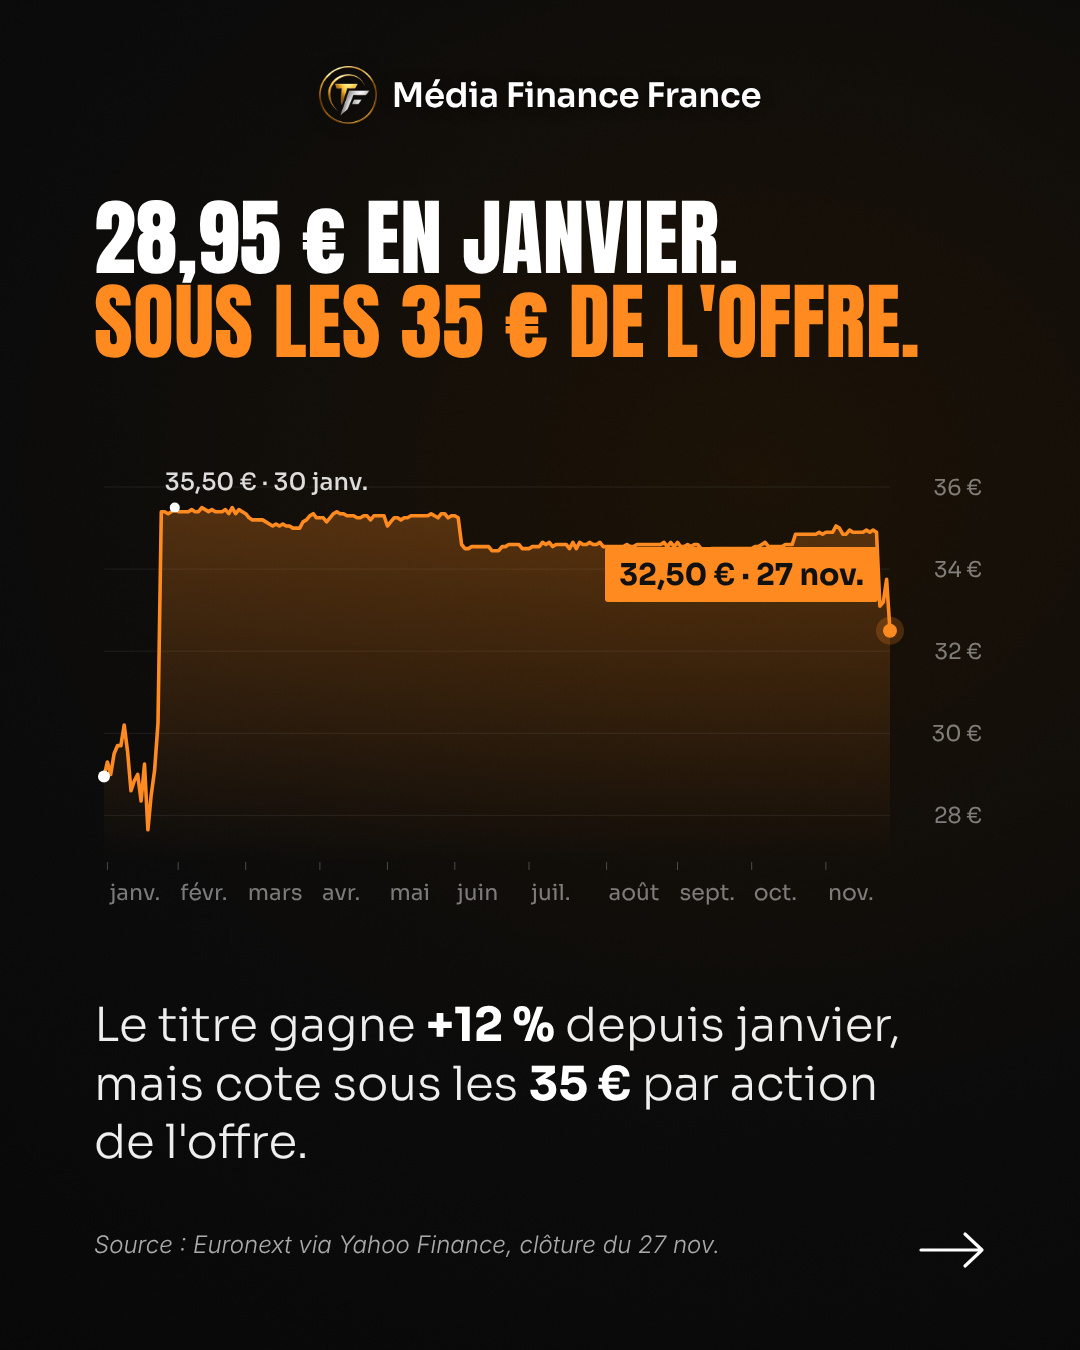 TF Média Finance France
28,95 € EN JANVIER.
SOUS LES 35 € DE L'OFFRE.
35,50 € · 30 janv.
36 €
34 €
32,50 € · 27 nov.
32 €
30 €
28 €
janv. févr. mars avr. mai juin juil. août sept. oct. nov.
Le titre gagne +12 % depuis janvier,
mais cote sous les 35 € par action
de l'offre.
Source : Euronext via Yahoo Finance, clôture du 27 nov.